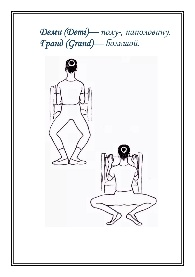 Деми (Demi)— полу-, наполовину.
Гранд (Grand)— большой.